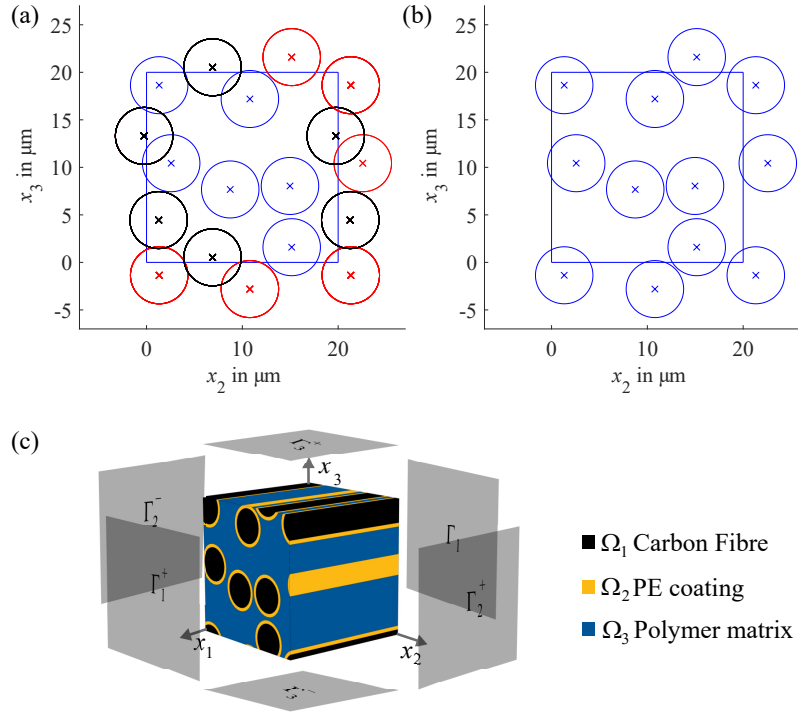 (a)
25
20
15
10
5
0
-5
x₃ in μm
0
10
20
x₂ in μm
(b)
25
20
15
10
5
0
-5
x₃ in μm
0
10
20
x₂ in μm
(c)
Γ₃⁺
x₃
Γ₂⁻
Γ₁⁺
Γ₁
Γ₂⁺
x₁
x₂
Γ₃⁻
Ω₁ Carbon Fibre
Ω₂ PE coating
Ω₃ Polymer matrix